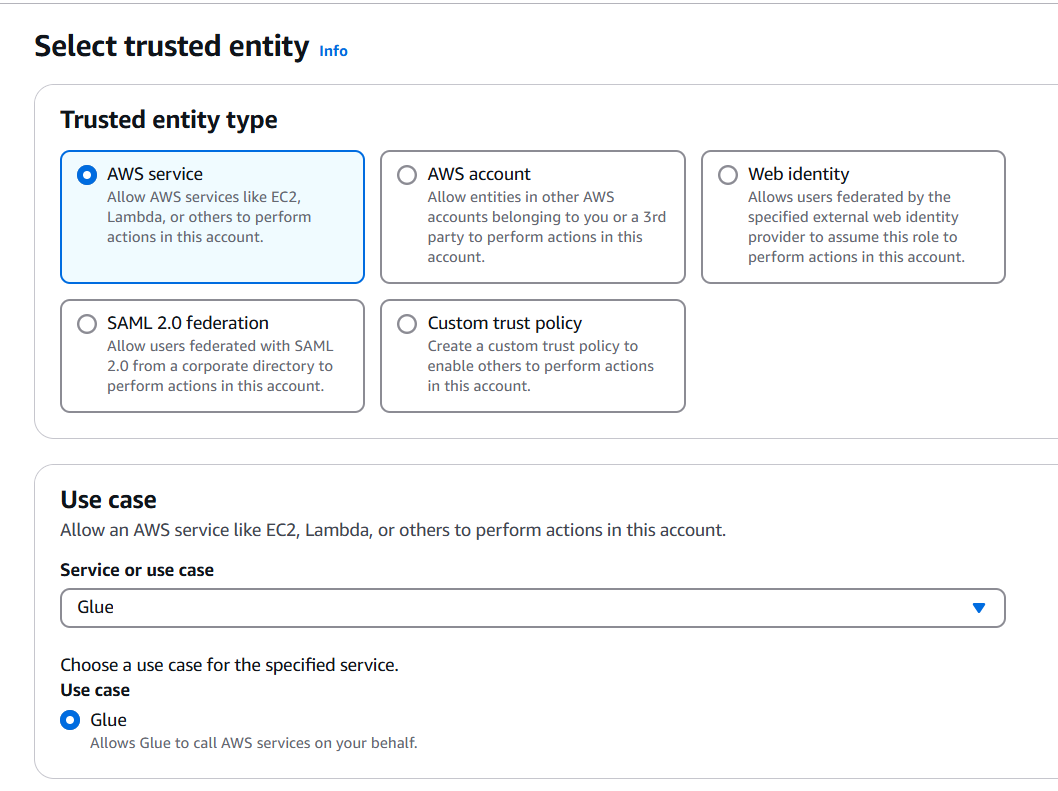 Select trusted entity Info
Trusted entity type
AWS service
Allow AWS services like EC2,
Lambda, or others to perform
actions in this account.
AWS account
Allow entities in other AWS
accounts belonging to you or a 3rd
party to perform actions in this
account.
Web identity
Allows users federated by the
specified external web identity
provider to assume this role to
perform actions in this account.
SAML 2.0 federation
Allow users federated with SAML
2.0 from a corporate directory to
perform actions in this account.
Custom trust policy
Create a custom trust policy to
enable others to perform actions
in this account.
Use case
Allow an AWS service like EC2, Lambda, or others to perform actions in this account.
Service or use case
Glue
Choose a use case for the specified service.
Use case
Glue
Allows Glue to call AWS services on your behalf.